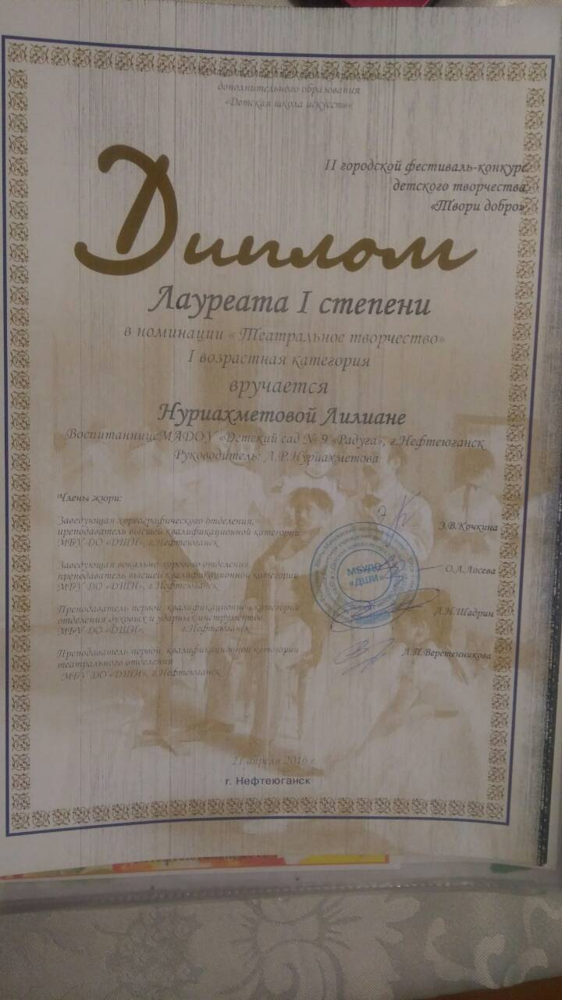 дополнительного образования
«Детская школа искусств»
II городской фестиваль-конкурс
детского творчества
«Твори добро»
Диплом
Лауреата I степени
в номинации « Театральное творчество»
I возрастная категория
вручается
Нуриахметовой Лилиане
ВоспитанницеМАДОУ «Детский сад № 9 «Радуга», г.Нефтеюганск
Руководитель: Л.Р.Нуриахметова
Члены жюри:
Заведующая хореографического отделения,
преподаватель высшей квалификационной категории
МБУ ДО «ДШИ», г.Нефтеюганск
Э.В.Кочкина
Заведующая вокально-хорового отделения,
преподаватель высшей квалификационной категории
МБУ ДО «ДШИ», г.Нефтеюганск
О.А.Лосева
Преподаватель первой квалификационной категории
отделения духовых и ударных инструментов
МБУ ДО «ДШИ», г.Нефтеюганск
Л.Н.Шадрин
Преподаватель первой квалификационной категории
театрального отделения
МБУ ДО «ДШИ», г.Нефтеюганск
Л.П.Веретенникова
МБУДО
«ДШИ»
21 апреля 2016 г.
г. Нефтеюганск